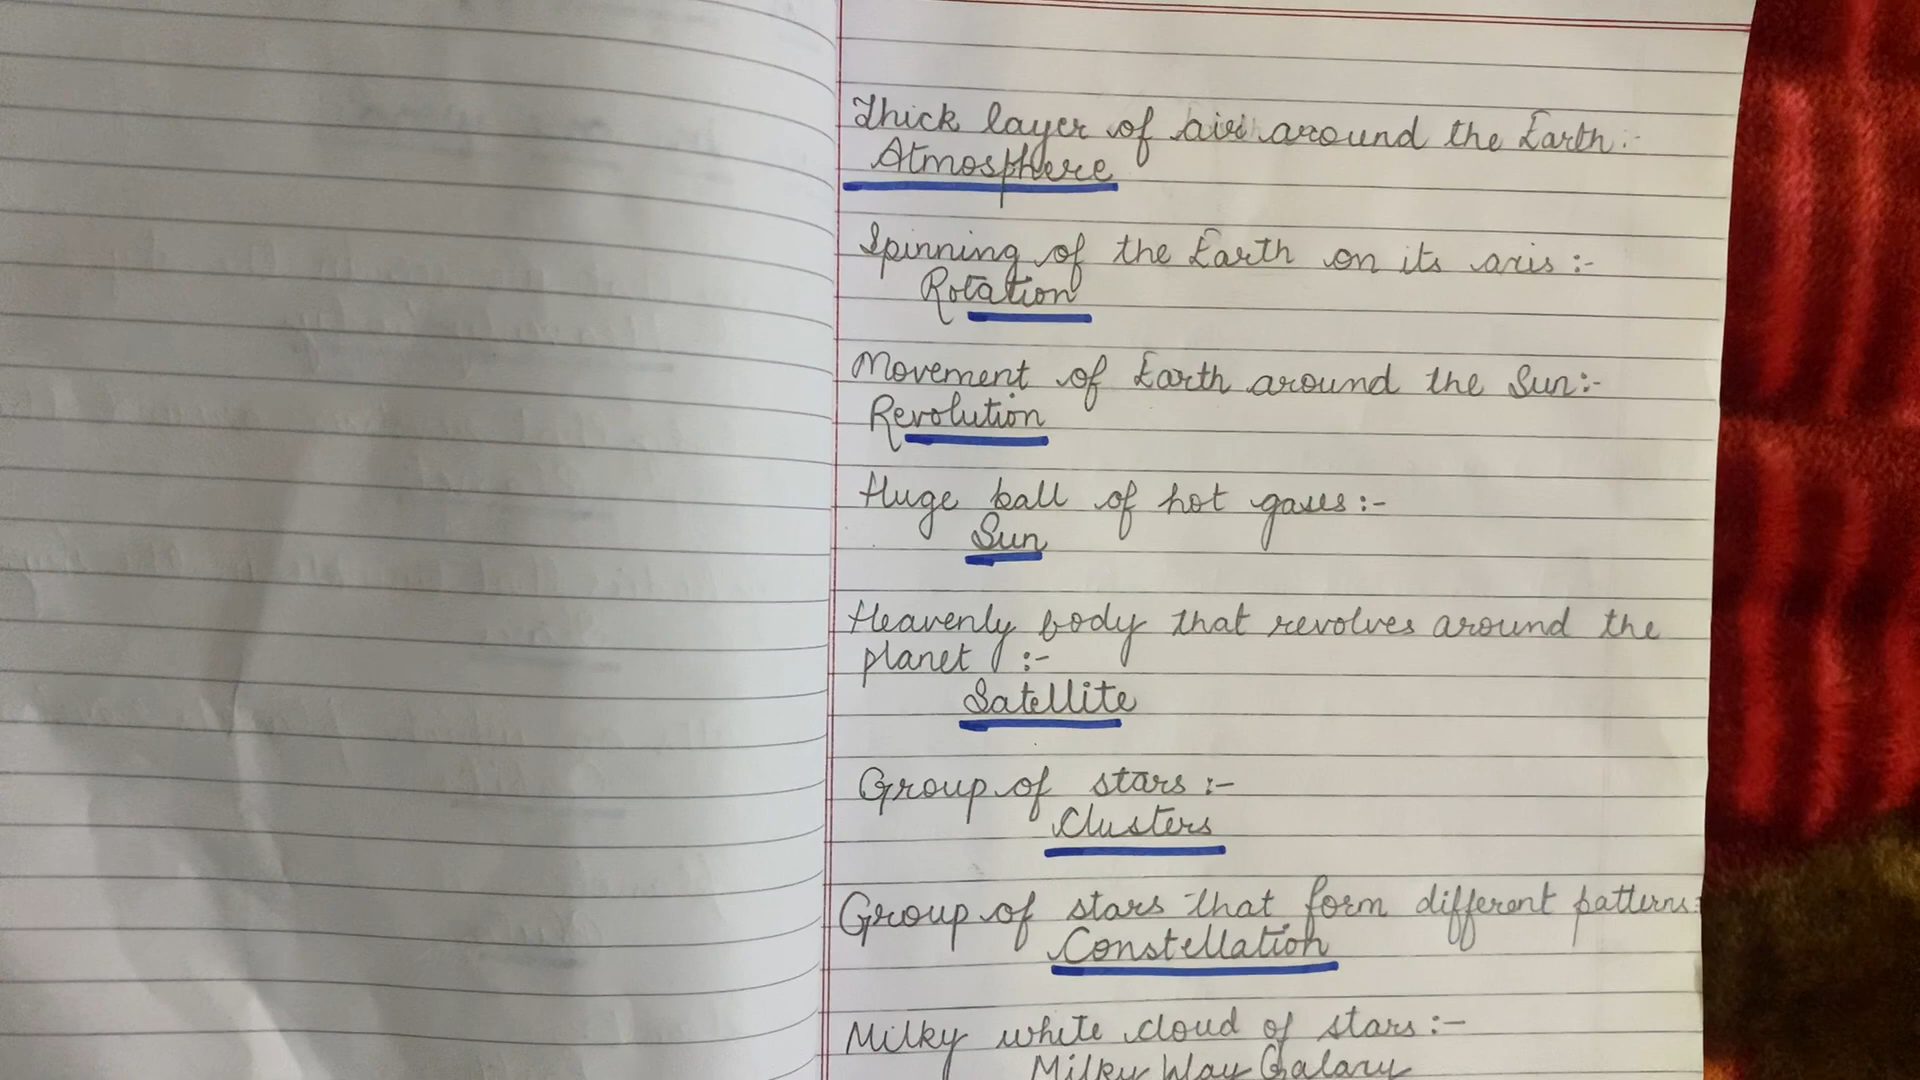 Thick layer of air around the Earth:-
Atmosphere
Spinning of the Earth on its axis :-
Rotation
Movement of Earth around the Sun:-
Revolution
Huge ball of hot gases :-
Sun
Heavenly body that revolves around the
planet :-
Satellite
Group of stars :-
Clusters
Group of stars that form different patterns:
Constellation
Milky white cloud of stars :-
Milky Way Galaxy